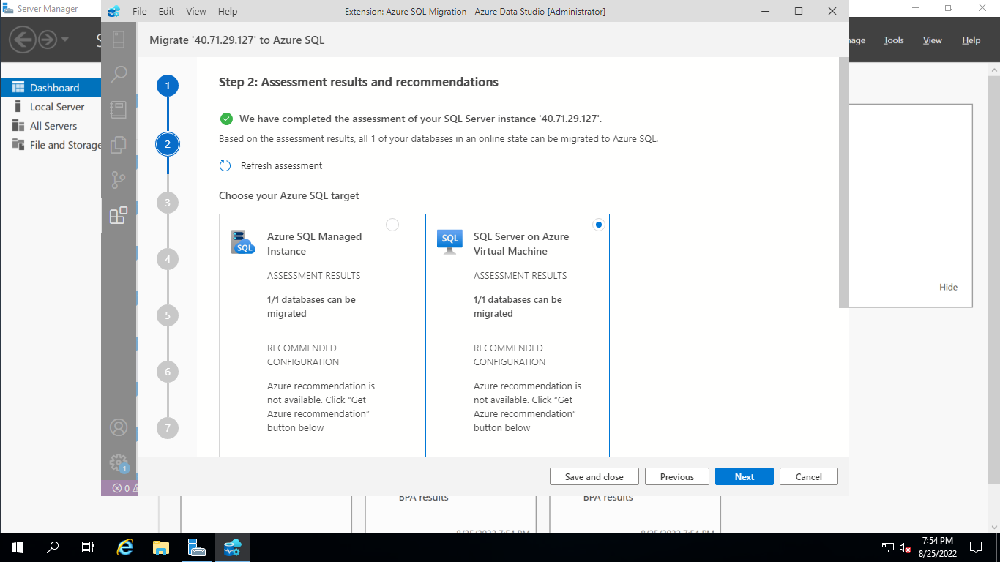 Server Manager
File Edit View Help
Extension: Azure SQL Migration - Azure Data Studio [Administrator]
Tools View Help
Migrate '40.71.29.127' to Azure SQL
Dashboard
Local Server
All Servers
File and Storage
1
2
3
4
5
6
7
Step 2: Assessment results and recommendations
We have completed the assessment of your SQL Server instance '40.71.29.127'.
Based on the assessment results, all 1 of your databases in an online state can be migrated to Azure SQL.
Refresh assessment
Choose your Azure SQL target
SQL
Azure SQL Managed
Instance
ASSESSMENT RESULTS
1/1 databases can be
migrated
RECOMMENDED
CONFIGURATION
Azure recommendation is
not available. Click “Get
Azure recommendation”
button below
SQL
SQL Server on Azure
Virtual Machine
ASSESSMENT RESULTS
1/1 databases can be
migrated
RECOMMENDED
CONFIGURATION
Azure recommendation is
not available. Click “Get
Azure recommendation”
button below
Hide
1
0
Save and close
Previous
Next
Cancel
BPA results
BPA results
8/25/2022 7:54 PM
8/25/2022 7:54 PM
7:54 PM
8/25/2022